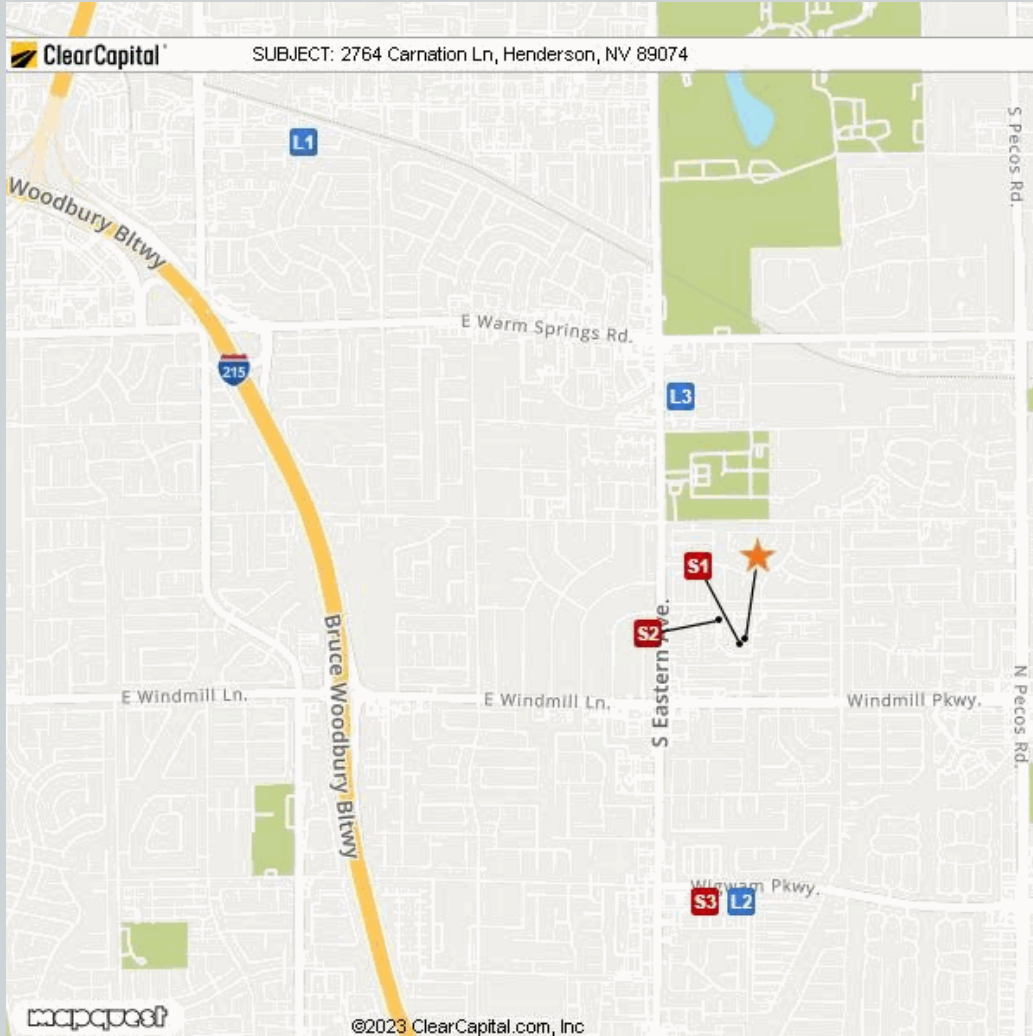 ClearCapital
SUBJECT: 2764 Carnation Ln, Henderson, NV 89074
L1
S Pecos Rd.
Woodbury Bltwy
E Warm Springs Rd.
215
L3
S1
S2
S Eastern Ave.
Bruce Woodbury Bltwy
E Windmill Ln.
E Windmill Ln.
Windmill Pkwy.
N Pecos Rd.
Wigwam Pkwy.
S3
L2
mapquest
©2023 ClearCapital.com, Inc